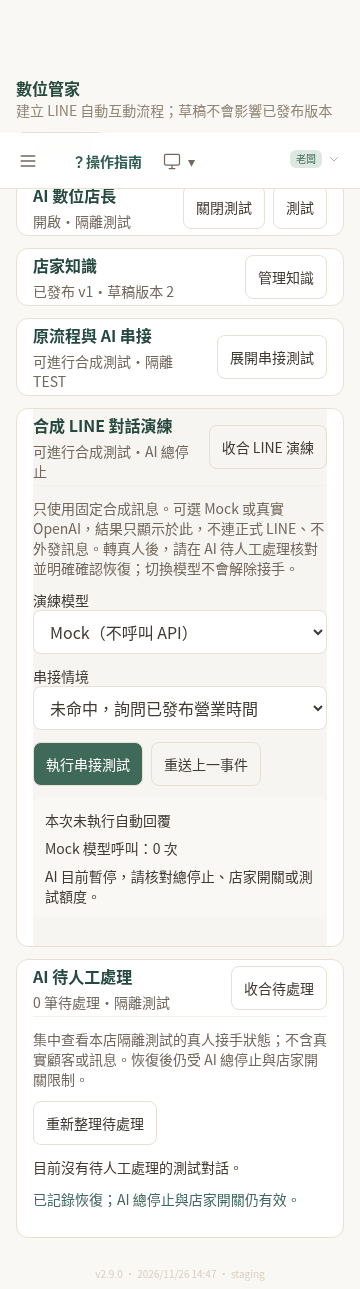 數位管家
建立 LINE 自動互動流程；草稿不會影響已發布版本
？操作指南
▾
老闆
AI 數位店長
開啟・隔離測試
關閉測試
測試
店家知識
已發布 v1・草稿版本 2
管理知識
原流程與 AI 串接
可進行合成測試・隔離
TEST
展開串接測試
合成 LINE 對話演練
可進行合成測試・AI 總停
止
收合 LINE 演練
只使用固定合成訊息。可選 Mock 或真實
OpenAI，結果只顯示於此，不連正式 LINE、不
外發訊息。轉真人後，請在 AI 待人工處理核對
並明確確認恢復；切換模型不會解除接手。
演練模型
Mock（不呼叫 API）
串接情境
未命中，詢問已發布營業時間
執行串接測試
重送上一事件
本次未執行自動回覆
Mock 模型呼叫：0 次
AI 目前暫停，請核對總停止、店家開關或測
試額度。
AI 待人工處理
0 筆待處理・隔離測試
收合待處理
集中查看本店隔離測試的真人接手狀態；不含真
實顧客或訊息。恢復後仍受 AI 總停止與店家開
關限制。
重新整理待處理
目前沒有待人工處理的測試對話。
已記錄恢復；AI 總停止與店家開關仍有效。
v2.9.0 ・ 2026/11/26 14:47 ・ staging